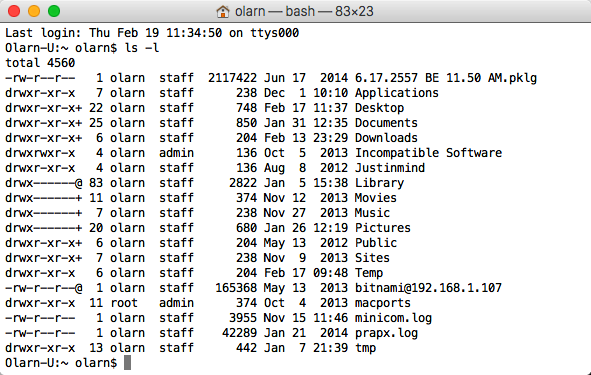 olarn — bash — 83×23
Last login: Thu Feb 19 11:34:50 on ttys000
Olarn-U:~ olarn$ ls -l
total 4560
-rw-r--r--   1 olarn  staff  2117422 Jun 17  2014 6.17.2557 BE 11.50 AM.pklg
drwxr-xr-x   7 olarn  staff      238 Dec  1 10:10 Applications
drwxr-xr-x+ 22 olarn  staff      748 Feb 17 11:37 Desktop
drwxr-xr-x+ 25 olarn  staff      850 Jan 31 12:35 Documents
drwxr-xr-x+  6 olarn  staff      204 Feb 13 23:29 Downloads
drwxrwxr-x   4 olarn  admin      136 Oct  5  2013 Incompatible Software
drwxr-xr-x   4 olarn  staff      136 Aug  8  2012 Justinmind
drwx------@ 83 olarn  staff     2822 Jan  5 15:38 Library
drwx------+ 11 olarn  staff      374 Nov 12  2013 Movies
drwx------+  7 olarn  staff      238 Nov 27  2013 Music
drwx------+ 20 olarn  staff      680 Jan 26 12:19 Pictures
drwxr-xr-x+  6 olarn  staff      204 May 13  2012 Public
drwxr-xr-x+  7 olarn  staff      238 Nov  9  2013 Sites
drwxr-xr-x   6 olarn  staff      204 Feb 17 09:48 Temp
-rw-r--r--@  1 olarn  staff   165368 May 13  2013 bitnami@192.168.1.107
drwxr-xr-x  11 root   admin      374 Oct  4  2013 macports
-rw-r--r--   1 olarn  staff     3955 Nov 15 11:46 minicom.log
-rw-r--r--   1 olarn  staff    42289 Jan 21  2014 prapx.log
drwxr-xr-x  13 olarn  staff      442 Jan  7 21:39 tmp
Olarn-U:~ olarn$